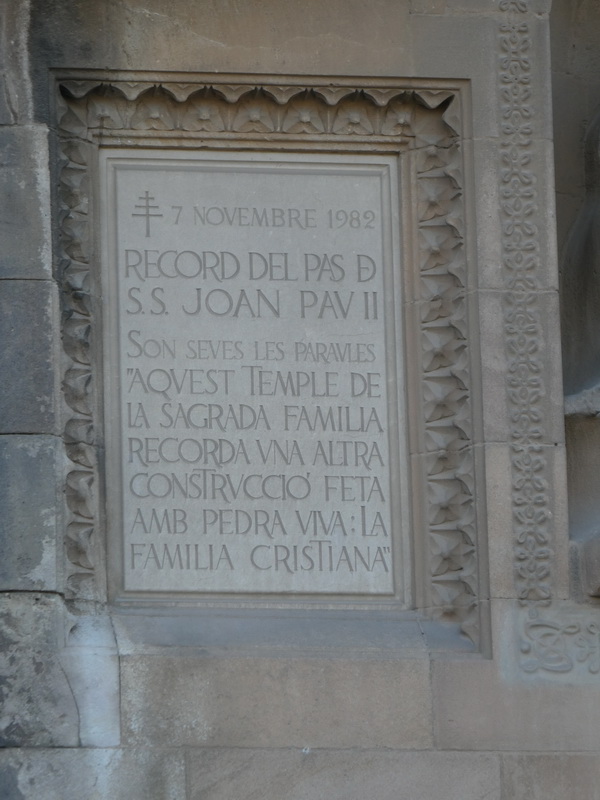 7 NOVEMBRE 1982
RECORD DEL PAS D
S.S. JOAN PAV II
SON SEVES LES PARAVLES
"AQVEST TEMPLE DE
LA SAGRADA FAMILIA
RECORDA VNA ALTRA
CONSTRVCCIÓ FETA
AMB PEDRA VIVA: LA
FAMILIA CRISTIANA"